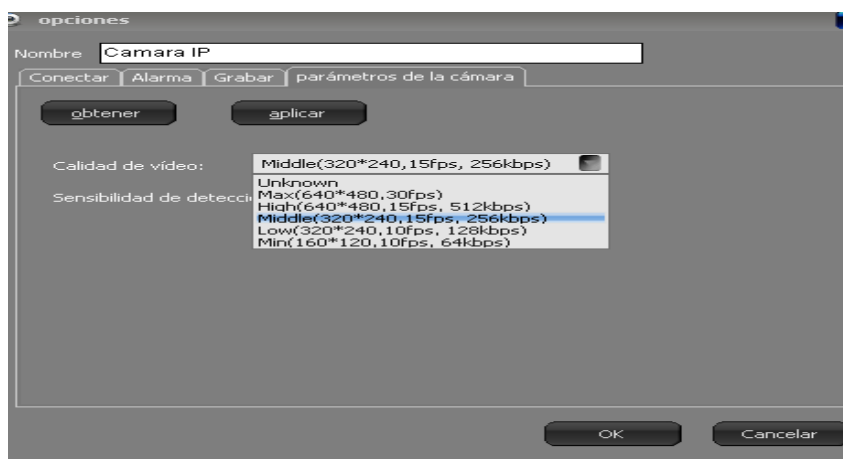 opciones
Nombre Camara IP
Conectar Alarma Grabar parámetros de la cámara
obtener aplicar
Calidad de vídeo: Middle(320*240,15fps, 256kbps)
Unknown
Sensibilidad de Max(640*480,30fps)
High(640*480,15fps, 512kbps)
Middle(320*240,15fps, 256kbps)
Low(320*240,10fps, 128kbps)
Min(160*120,10fps, 64kbps)
OK Cancelar